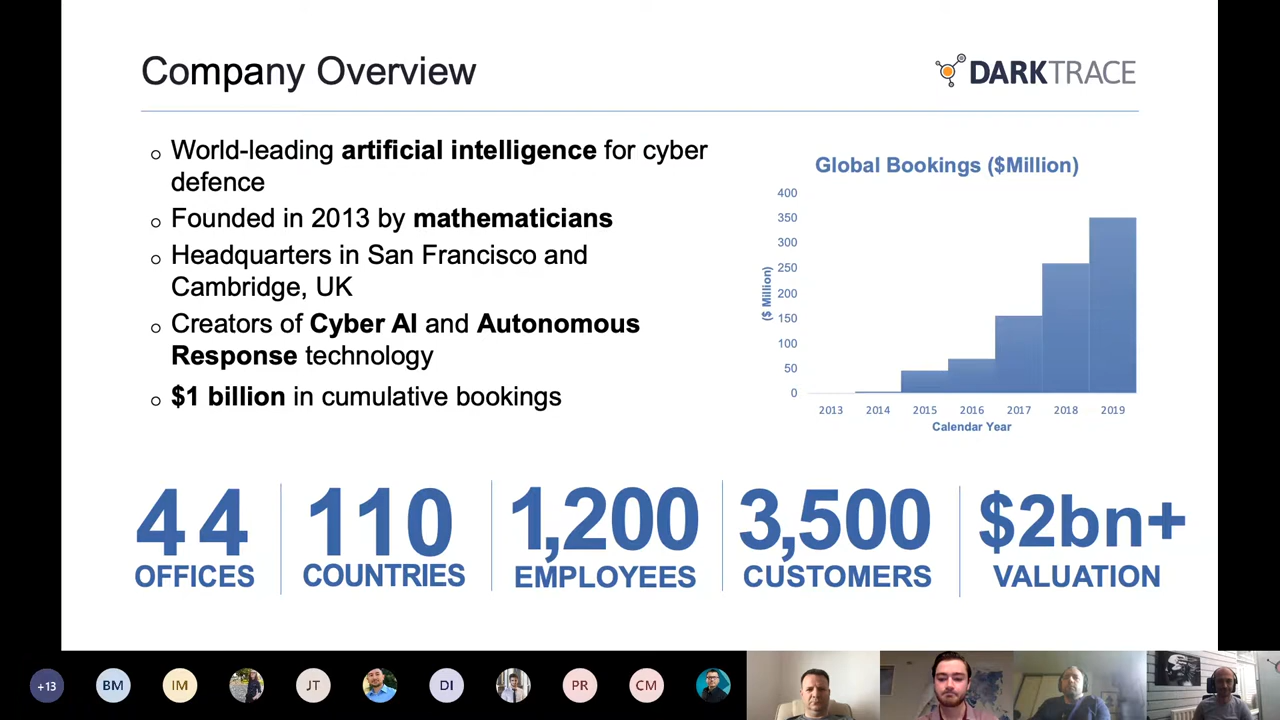 Company Overview
DARKTRACE
○ World-leading artificial intelligence for cyber
defence
○ Founded in 2013 by mathematicians
○ Headquarters in San Francisco and
Cambridge, UK
○ Creators of Cyber AI and Autonomous
Response technology
○ $1 billion in cumulative bookings
Global Bookings ($Million)
($ Million)
400
350
300
250
200
150
100
50
0
2013 2014 2015 2016 2017 2018 2019
Calendar Year
44 110 1,200 3,500 $2bn+
OFFICES COUNTRIES EMPLOYEES CUSTOMERS VALUATION
+13 BM IM JT DI PR CM